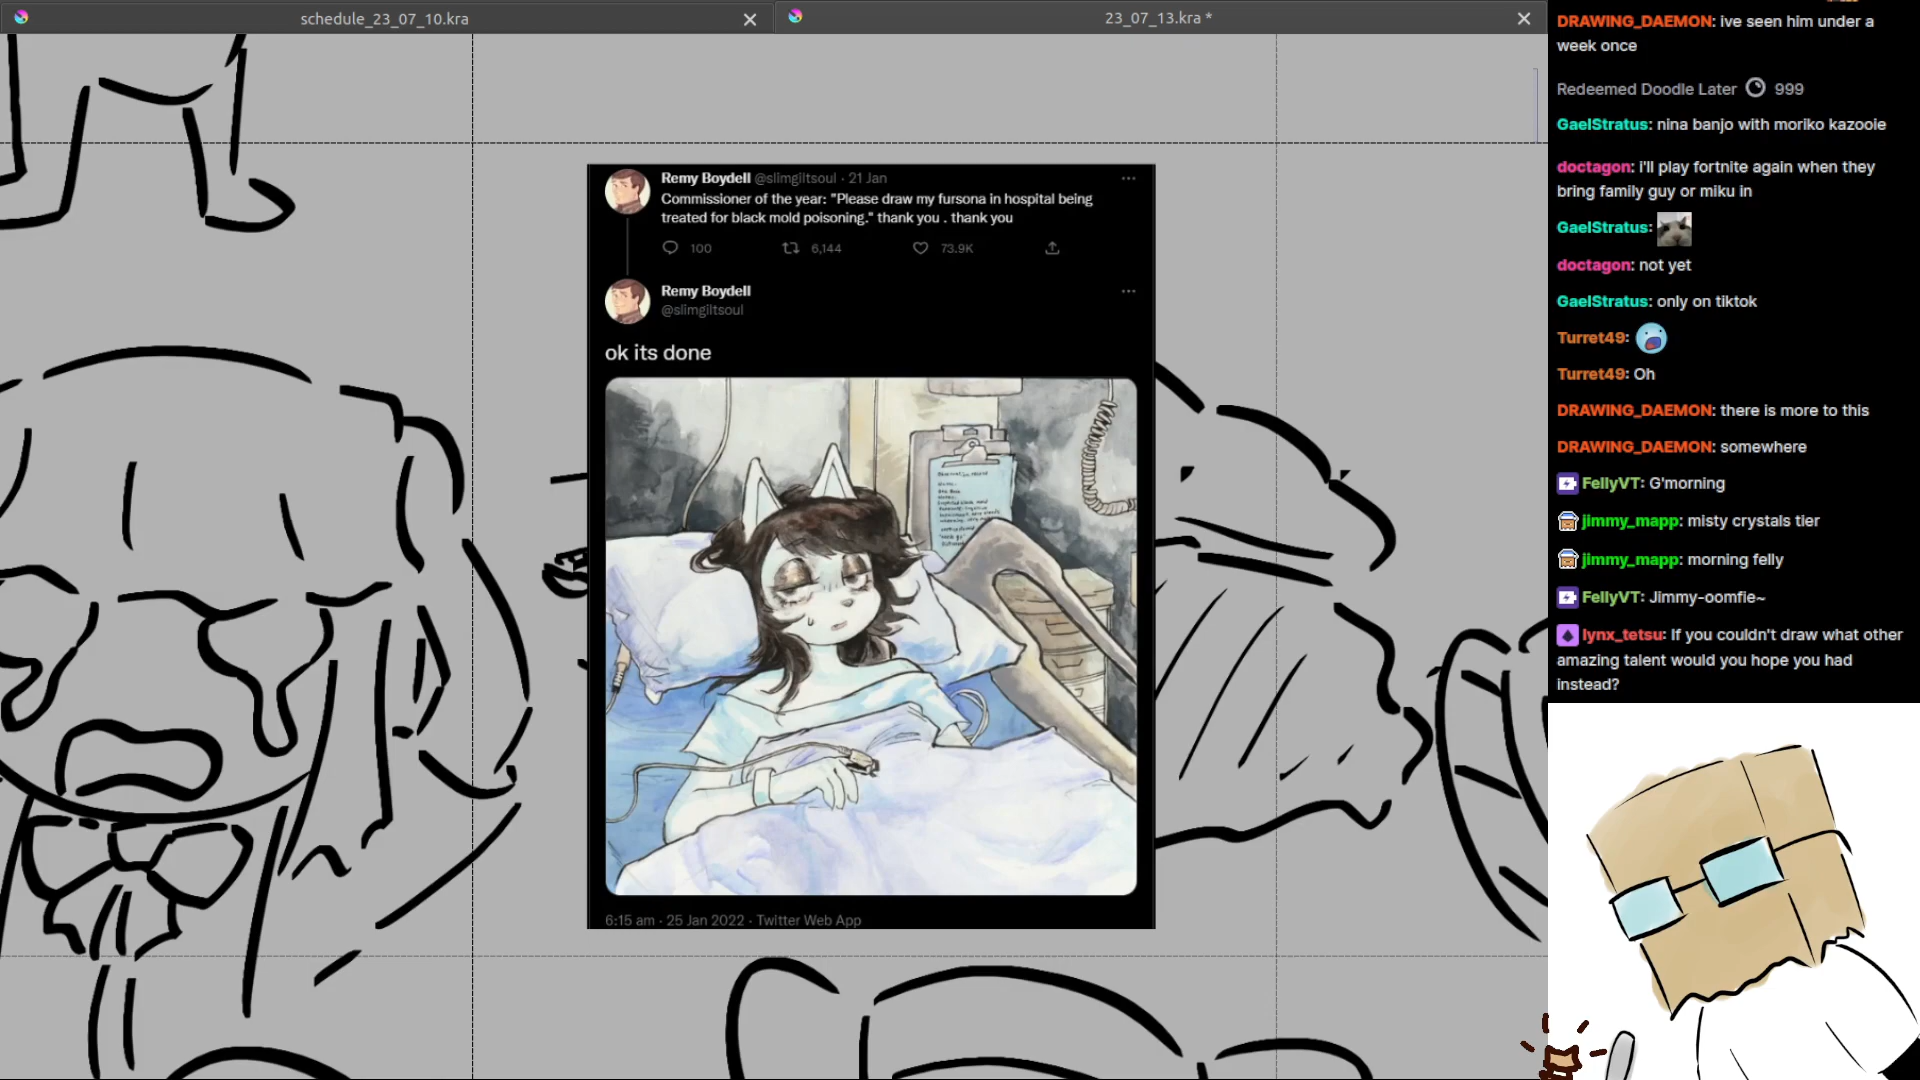 schedule_23_07_10.kra
23_07_13.kra *
Remy Boydell @slimgiltsoul · 21 Jan
Commissioner of the year: "Please draw my fursona in hospital being
treated for black mold poisoning." thank you . thank you
100 6,144 73.9K
Remy Boydell
@slimgiltsoul
ok its done
6:15 am · 25 Jan 2022 · Twitter Web App
DRAWING_DAEMON: ive seen him under a
week once
Redeemed Doodle Later 999
GaelStratus: nina banjo with moriko kazooie
doctagon: i'll play fortnite again when they
bring family guy or miku in
GaelStratus:
doctagon: not yet
GaelStratus: only on tiktok
Turret49:
Turret49: Oh
DRAWING_DAEMON: there is more to this
DRAWING_DAEMON: somewhere
FellyVT: G'morning
jimmy_mapp: misty crystals tier
jimmy_mapp: morning felly
FellyVT: Jimmy-oomfie~
lynx_tetsu: If you couldn't draw what other
amazing talent would you hope you had
instead?